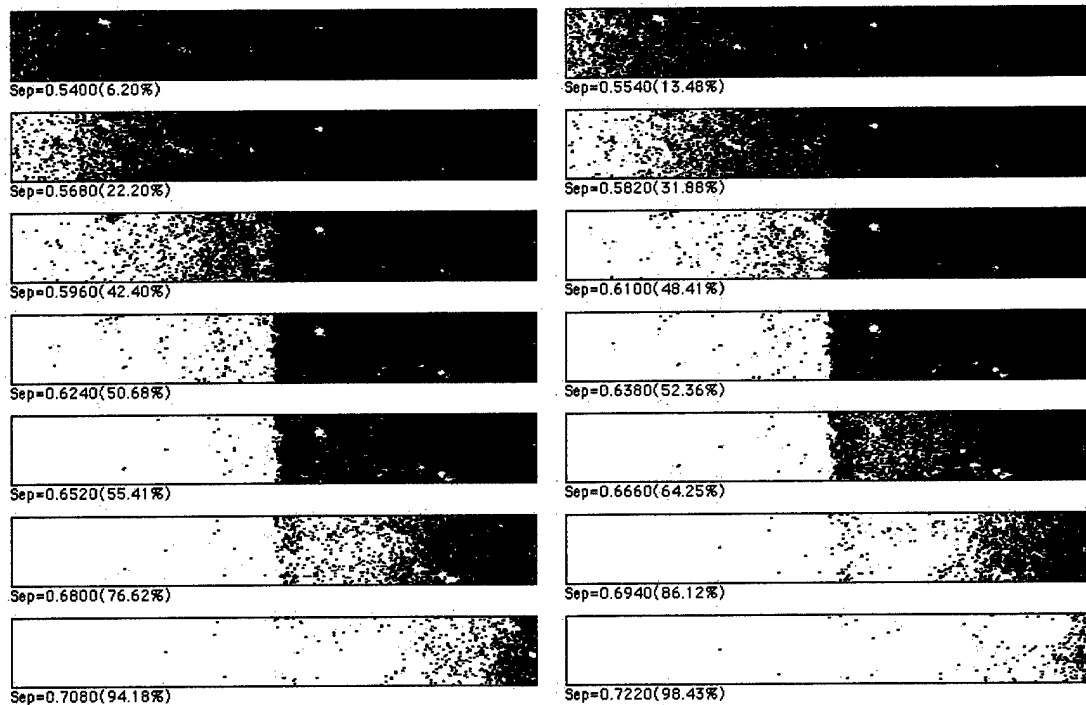 Sep=0.5400(6.20%)
Sep=0.5540(13.48%)
Sep=0.5680(22.20%)
Sep=0.5820(31.88%)
Sep=0.5960(42.40%)
Sep=0.6100(48.41%)
Sep=0.6240(50.68%)
Sep=0.6380(52.36%)
Sep=0.6520(55.41%)
Sep=0.6660(64.25%)
Sep=0.6800(76.62%)
Sep=0.6940(86.12%)
Sep=0.7080(94.18%)
Sep=0.7220(98.43%)